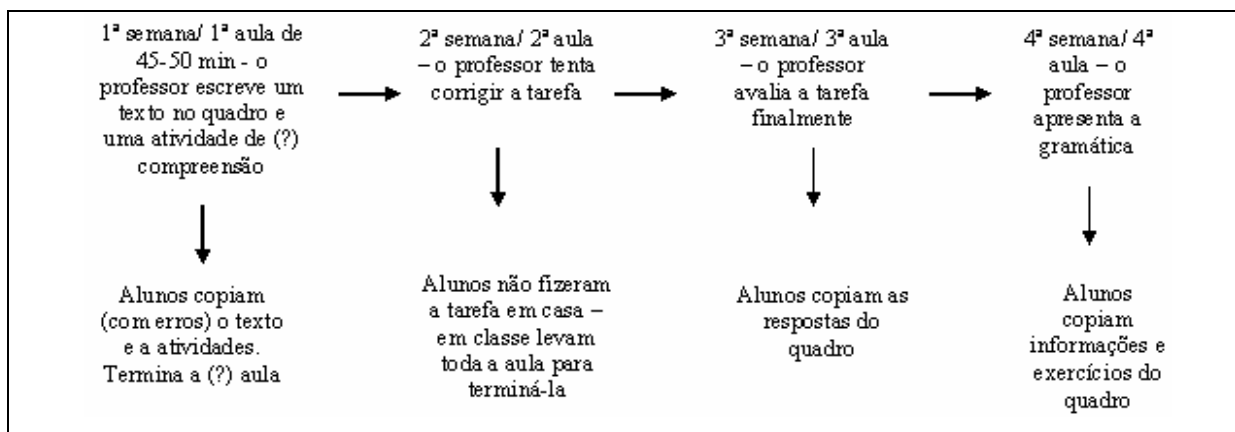 1ª semana/ 1ª aula de
45-50 min - o
professor escreve um
texto no quadro e
uma atividade de (?)
compreensão
2ª semana/ 2ª aula
– o professor tenta
corrigir a tarefa
3ª semana/ 3ª aula
– o professor
avalia a tarefa
finalmente
4ª semana/ 4ª
aula – o
professor
apresenta a
gramática
Alunos copiam
(com erros) o texto
e a atividades.
Termina a (?) aula
Alunos não fizeram
a tarefa em casa –
em classe levam
toda a aula para
terminá-la
Alunos copiam as
respostas do
quadro
Alunos
copiam
informações e
exercícios do
quadro